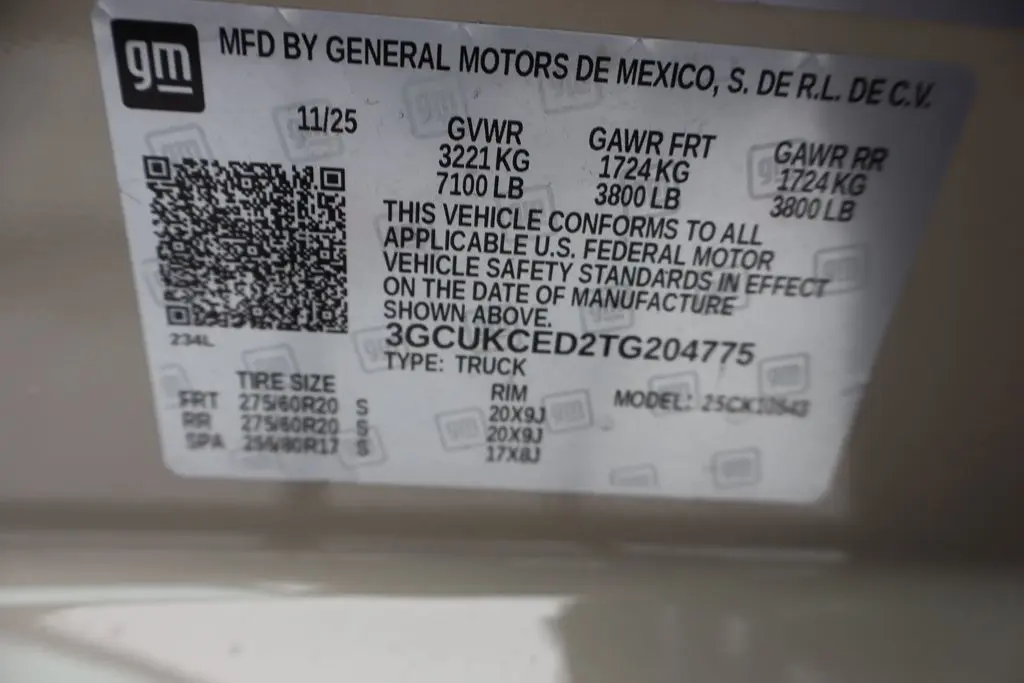 gm
MFD BY GENERAL MOTORS DE MEXICO, S. DE R.L. DE C.V.
11/25
GVWR GAWR FRT GAWR RR
3221 KG 1724 KG 1724 KG
7100 LB 3800 LB 3800 LB
THIS VEHICLE CONFORMS TO ALL
APPLICABLE U.S. FEDERAL MOTOR
VEHICLE SAFETY STANDARDS IN EFFECT
ON THE DATE OF MANUFACTURE
SHOWN ABOVE.
3GCUKCED2TG204775
234L
TYPE: TRUCK
TIRE SIZE RIM MODEL:
FRT 275/60R20 S 20X9J
RR 275/60R20 S 20X9J
SPA S 17X8J